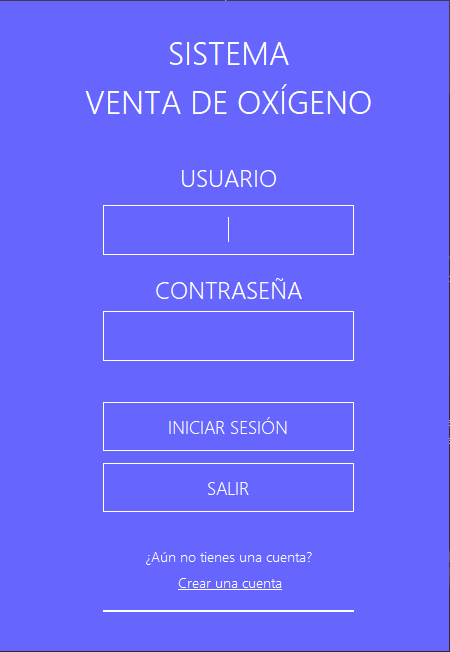 SISTEMA
VENTA DE OXÍGENO
USUARIO
CONTRASEÑA
INICIAR SESIÓN
SALIR
¿Aún no tienes una cuenta?
Crear una cuenta